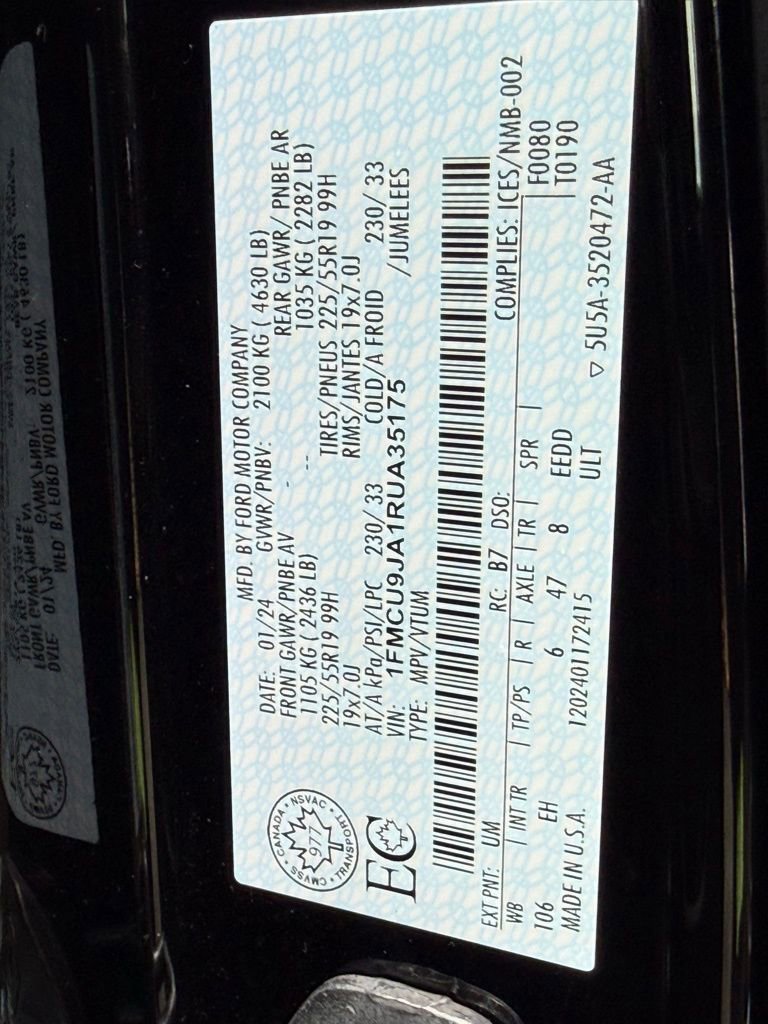 MFD. BY FORD MOTOR COMPANY
DATE: 01/24 GVWR/PNBV: 2100 KG ( 4630 LB)
FRONT GAWR/PNBE AV - REAR GAWR/ PNBE AR
1105 KG ( 2436 LB) -- 1035 KG ( 2282 LB)
225/55R19 99H TIRES/PNEUS 225/55R19 99H
19x7.0J RIMS/JANTES 19x7.0J
AT/A kPa/PSI/LPC 230/ 33 COLD/A FROID 230/ 33
VIN: 1FMCU9JA1RUA35175 /JUMELEES
TYPE: MPV/VTUM
CANADA • NSVAC • TRANSPORT • CMVSS •
977
EC
EXT PNT: UM RC: B7 DSO: COMPLIES: ICES/NMB-002
WB | INT TR | TP/PS | R | AXLE | TR | SPR | F0080
106 EH 6 47 8 EEDD T0190
MADE IN U.S.A. 1202401172415 ULT ▽ 5U5A-3520472-AA